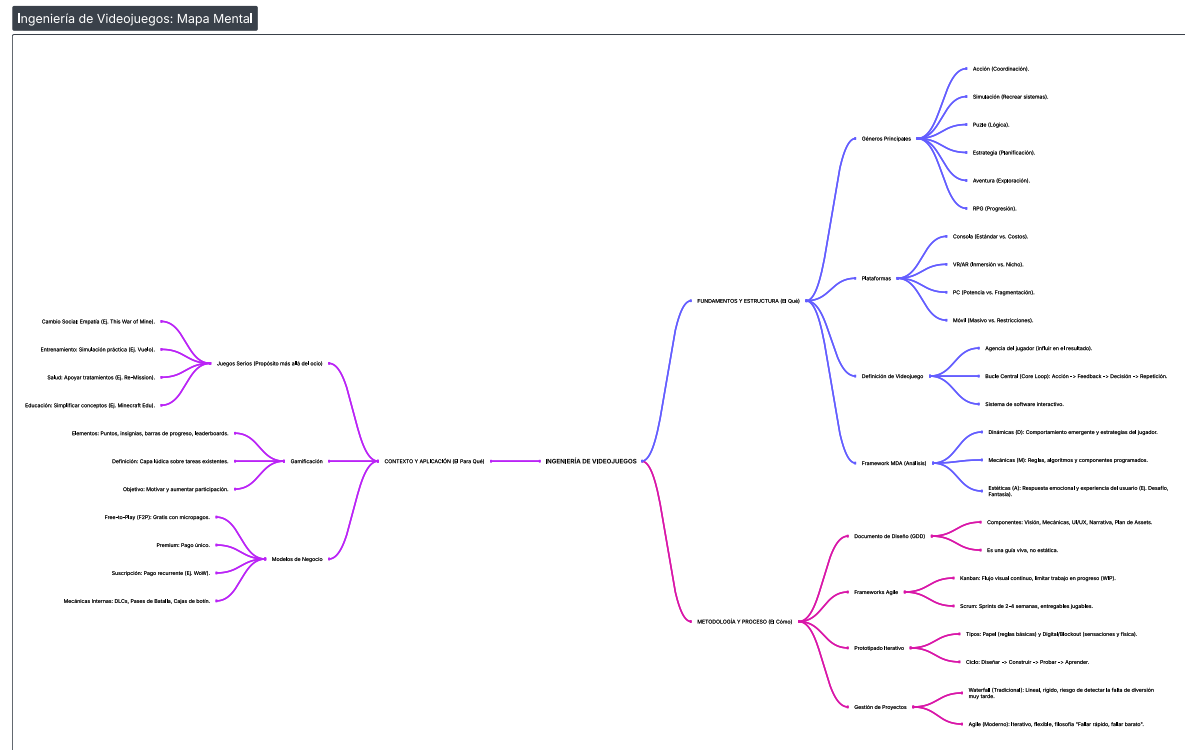 Ingeniería de Videojuegos: Mapa Mental
INGENIERÍA DE VIDEOJUEGOS
FUNDAMENTOS Y ESTRUCTURA (El Qué)
Géneros Principales
Acción (Coordinación).
Simulación (Recrear sistemas).
Puzle (Lógica).
Estrategia (Planificación).
Aventura (Exploración).
RPG (Progresión).
Plataformas
Consola (Estándar vs. Costos).
VR/AR (Inmersión vs. Nicho).
PC (Potencia vs. Fragmentación).
Móvil (Masivo vs. Restricciones).
Definición de Videojuego
Agencia del jugador (influir en el resultado).
Bucle Central (Core Loop): Acción -> Feedback -> Decisión -> Repetición.
Sistema de software interactivo.
Framework MDA (Análisis)
Dinámicas (D): Comportamiento emergente y estrategias del jugador.
Mecánicas (M): Reglas, algoritmos y componentes programados.
Estéticas (A): Respuesta emocional y experiencia del usuario (Ej. Desafío,
Fantasía).
METODOLOGÍA Y PROCESO (El Cómo)
Documento de Diseño (GDD)
Componentes: Visión, Mecánicas, UI/UX, Narrativa, Plan de Assets.
Es una guía viva, no estática.
Frameworks Agile
Kanban: Flujo visual continuo, limitar trabajo en progreso (WIP).
Scrum: Sprints de 2-4 semanas, entregables jugables.
Prototipado Iterativo
Tipos: Papel (reglas básicas) y Digital/Blockout (sensaciones y física).
Ciclo: Diseñar -> Construir -> Probar -> Aprender.
Gestión de Proyectos
Waterfall (Tradicional): Lineal, rígido, riesgo de detectar la falta de diversión
muy tarde.
Agile (Moderno): Iterativo, flexible, filosofía "Fallar rápido, fallar barato".
CONTEXTO Y APLICACIÓN (El Para Qué)
Juegos Serios (Propósito más allá del ocio)
Cambio Social: Empatía (Ej. This War of Mine).
Entrenamiento: Simulación práctica (Ej. Vuelo).
Salud: Apoyar tratamientos (Ej. Re-Mission).
Educación: Simplificar conceptos (Ej. Minecraft Edu).
Gamificación
Elementos: Puntos, insignias, barras de progreso, leaderboards.
Definición: Capa lúdica sobre tareas existentes.
Objetivo: Motivar y aumentar participación.
Modelos de Negocio
Free-to-Play (F2P): Gratis con micropagos.
Premium: Pago único.
Suscripción: Pago recurrente (Ej. WoW).
Mecánicas Internas: DLCs, Pases de Batalla, Cajas de botín.